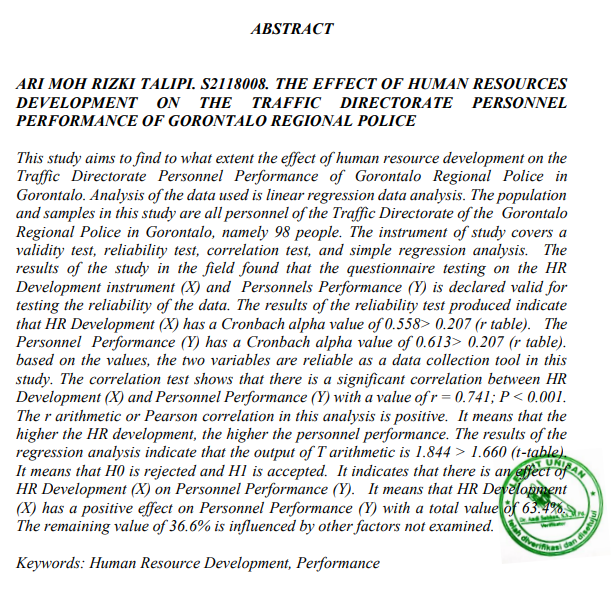 ABSTRACT
ARI MOH RIZKI TALIPI. S2118008. THE EFFECT OF HUMAN RESOURCES
DEVELOPMENT ON THE TRAFFIC DIRECTORATE PERSONNEL
PERFORMANCE OF GORONTALO REGIONAL POLICE
This study aims to find to what extent the effect of human resource development on the
Traffic Directorate Personnel Performance of Gorontalo Regional Police in
Gorontalo. Analysis of the data used is linear regression data analysis. The population
and samples in this study are all personnel of the Traffic Directorate of the Gorontalo
Regional Police in Gorontalo, namely 98 people. The instrument of study covers a
validity test, reliability test, correlation test, and simple regression analysis. The
results of the study in the field found that the questionnaire testing on the HR
Development instrument (X) and Personnels Performance (Y) is declared valid for
testing the reliability of the data. The results of the reliability test produced indicate
that HR Development (X) has a Cronbach alpha value of 0.558> 0.207 (r table). The
Personnel Performance (Y) has a Cronbach alpha value of 0.613> 0.207 (r table).
based on the values, the two variables are reliable as a data collection tool in this
study. The correlation test shows that there is a significant correlation between HR
Development (X) and Personnel Performance (Y) with a value of r = 0.741; P < 0.001.
The r arithmetic or Pearson correlation in this analysis is positive. It means that the
higher the HR development, the higher the personnel performance. The results of the
regression analysis indicate that the output of T arithmetic is 1.844 > 1.660 (t-table).
It means that H0 is rejected and H1 is accepted. It indicates that there is an effect of
HR Development (X) on Personnel Performance (Y). It means that HR Development
(X) has a positive effect on Personnel Performance (Y) with a total value of 63.4%.
The remaining value of 36.6% is influenced by other factors not examined.
Keywords: Human Resource Development, Performance
telah diverifikasi dan disetujui